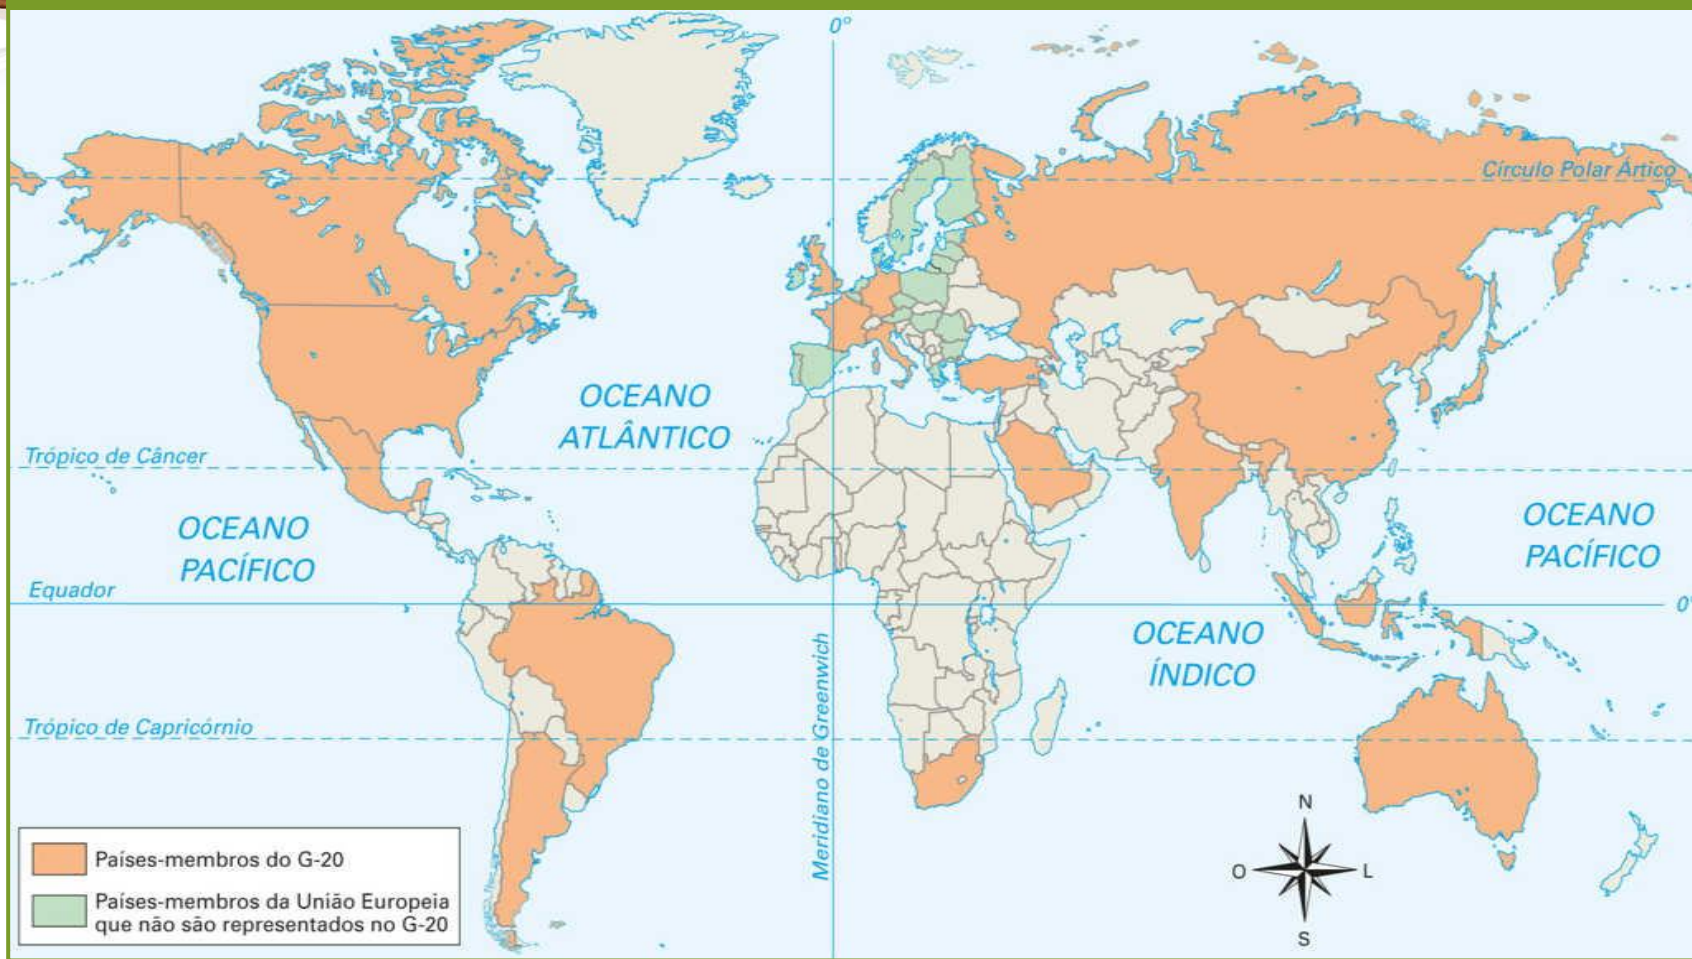 0°
Círculo Polar Ártico
OCEANO
ATLÂNTICO
Trópico de Câncer
OCEANO
PACÍFICO
OCEANO
PACÍFICO
Equador
0°
OCEANO
ÍNDICO
Meridiano de Greenwich
Trópico de Capricórnio
N
O
L
S
Países-membros do G-20
Países-membros da União Europeia
que não são representados no G-20